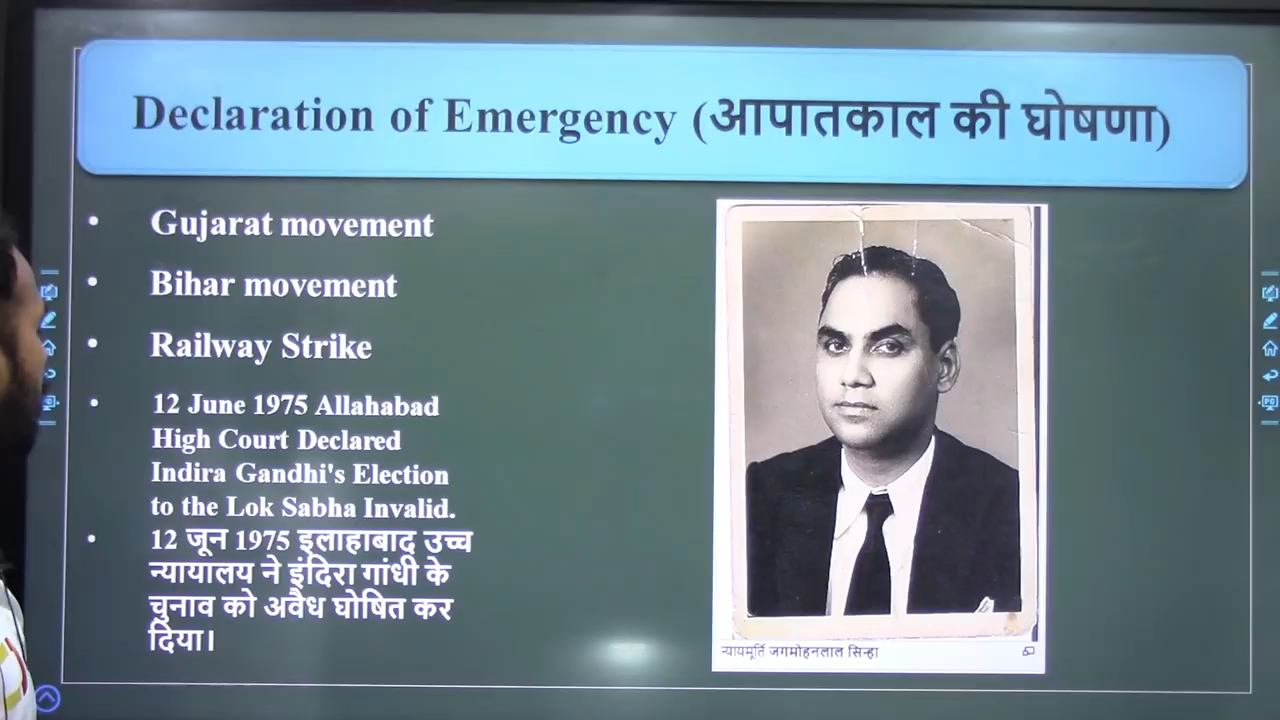 Declaration of Emergency (आपातकाल की घोषणा)
• Gujarat movement
• Bihar movement
• Railway Strike
• 12 June 1975 Allahabad
High Court Declared
Indira Gandhi's Election
to the Lok Sabha Invalid.
• 12 जून 1975 इलाहाबाद उच्च
न्यायालय ने इंदिरा गांधी के
चुनाव को अवैध घोषित कर
दिया।
न्यायमूर्ति जगमोहनलाल सिन्हा